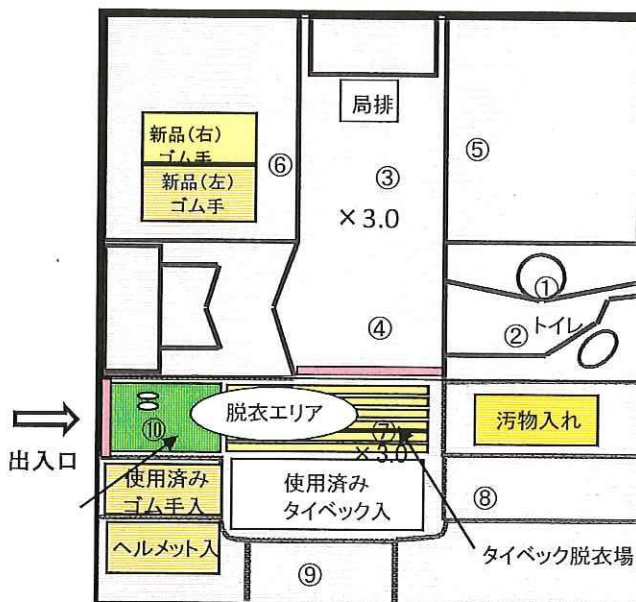 局排
新品(右)
ゴム手
新品(左)
ゴム手
⑥
③
⑤
×3.0
①
④
②
トイレ
脱衣エリア
⑩
⑦
×3.0
汚物入れ
出入口
使用済み
ゴム手入
使用済み
タイベック入
⑧
ヘルメット入
タイベック脱衣場
⑨